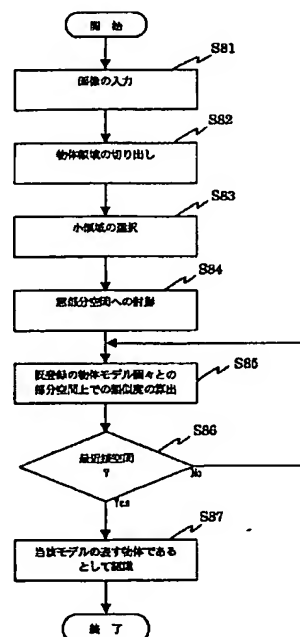 開始
S81
画像の入力
S82
物体領域の切り出し
S83
小領域の選択
S84
窓部分空間への射影
S85
仮登録の物体モデル個々との
部分空間上での類似度の算出
S86
最近接空間
?
No
Yes
S87
当該モデルの表す物体である
として認識
終了